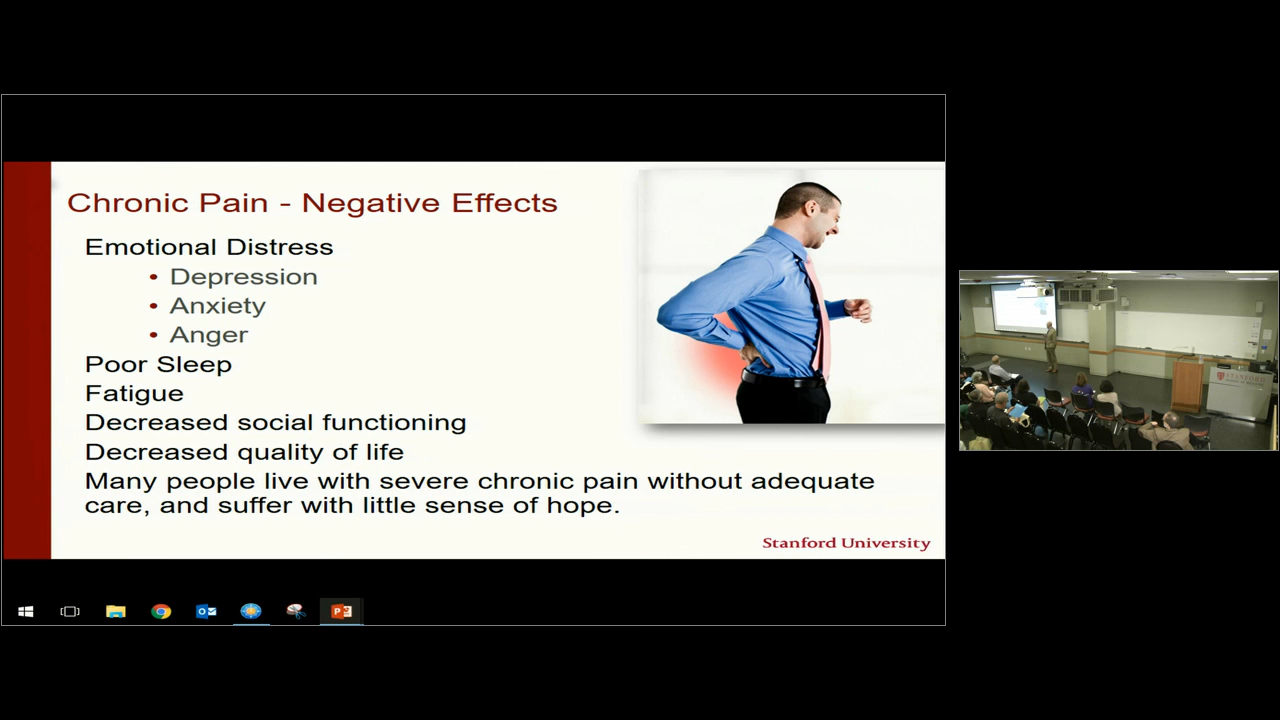 Chronic Pain - Negative Effects
Emotional Distress
• Depression
• Anxiety
• Anger
Poor Sleep
Fatigue
Decreased social functioning
Decreased quality of life
Many people live with severe chronic pain without adequate
care, and suffer with little sense of hope.
Stanford University
STANFORD